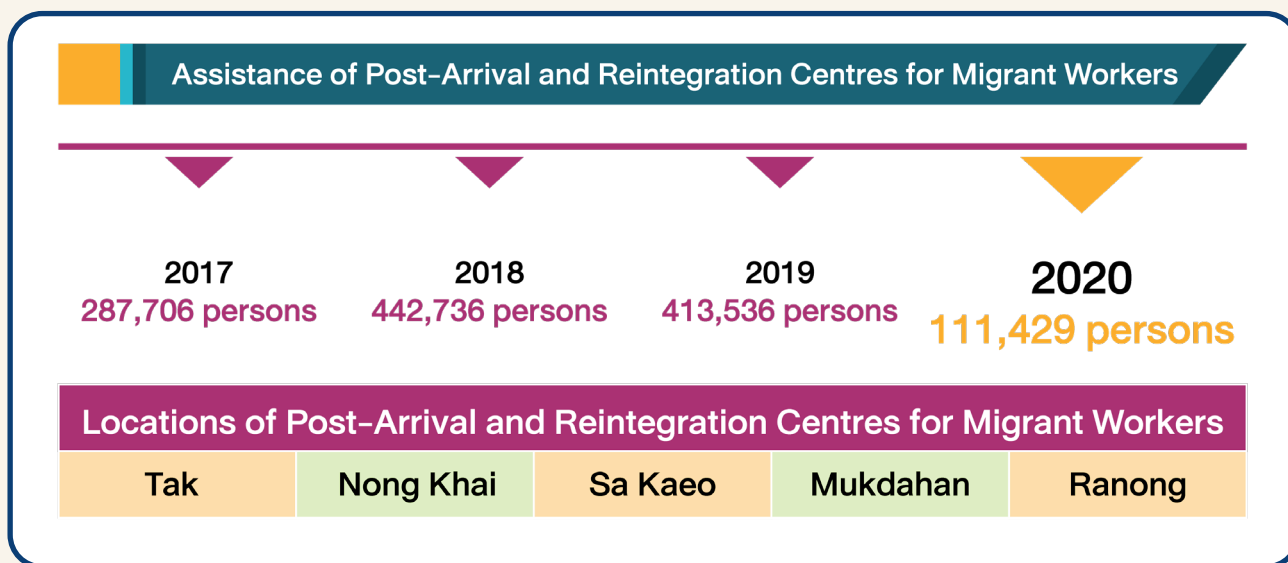 Assistance of Post-Arrival and Reintegration Centres for Migrant Workers
2017
287,706 persons
2018
442,736 persons
2019
413,536 persons
2020
111,429 persons
Locations of Post-Arrival and Reintegration Centres for Migrant Workers
Tak
Nong Khai
Sa Kaeo
Mukdahan
Ranong